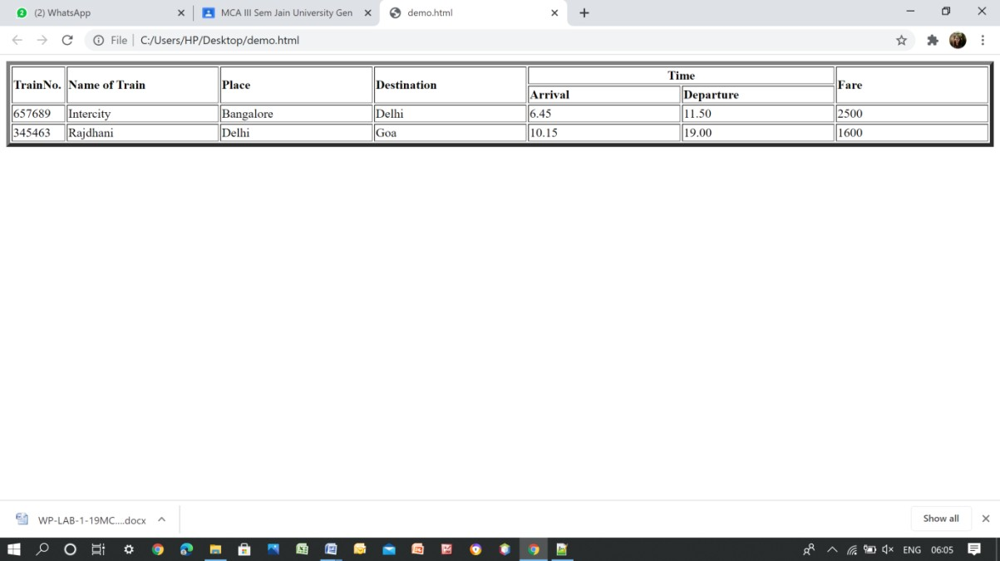 (2) WhatsApp
MCA III Sem Jain University Gen
demo.html
File | C:/Users/HP/Desktop/demo.html
TrainNo. Name of Train Place Destination Time Fare
Arrival Departure
657689 Intercity Bangalore Delhi 6.45 11.50 2500
345463 Rajdhani Delhi Goa 10.15 19.00 1600
WP-LAB-1-19MC....docx
Show all
ENG 06:05